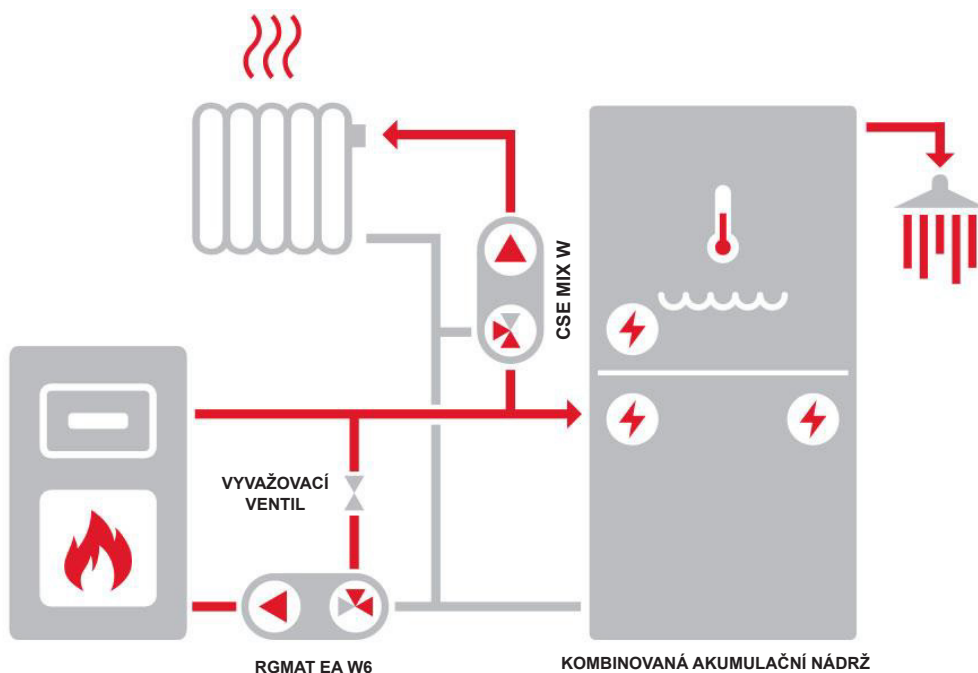 CSE MIX W
VYVAŽOVACÍ
VENTIL
RGMAT EA W6
KOMBINOVANÁ AKUMULAČNÍ NÁDRŽ